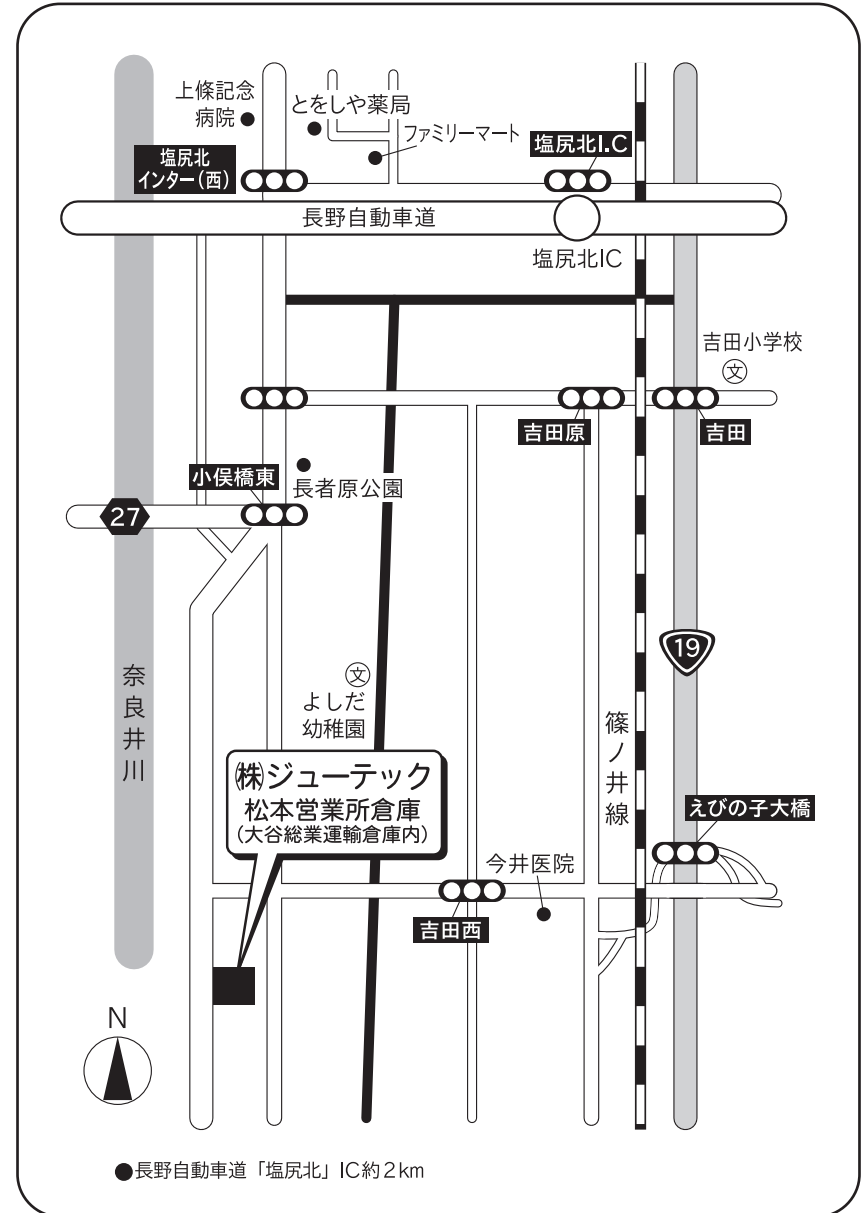 上條記念
病院
とをしや薬局
ファミリーマート
塩尻北
インター(西)
塩尻北I.C
長野自動車道
塩尻北IC
吉田小学校
文
吉田原
吉田
小俣橋東
長者原公園
27
19
奈良井川
文
よしだ
幼稚園
篠ノ井線
㈱ジューテック
松本営業所倉庫
(大谷総業運輸倉庫内)
えびの子大橋
今井医院
吉田西
N
●長野自動車道「塩尻北」IC約2km